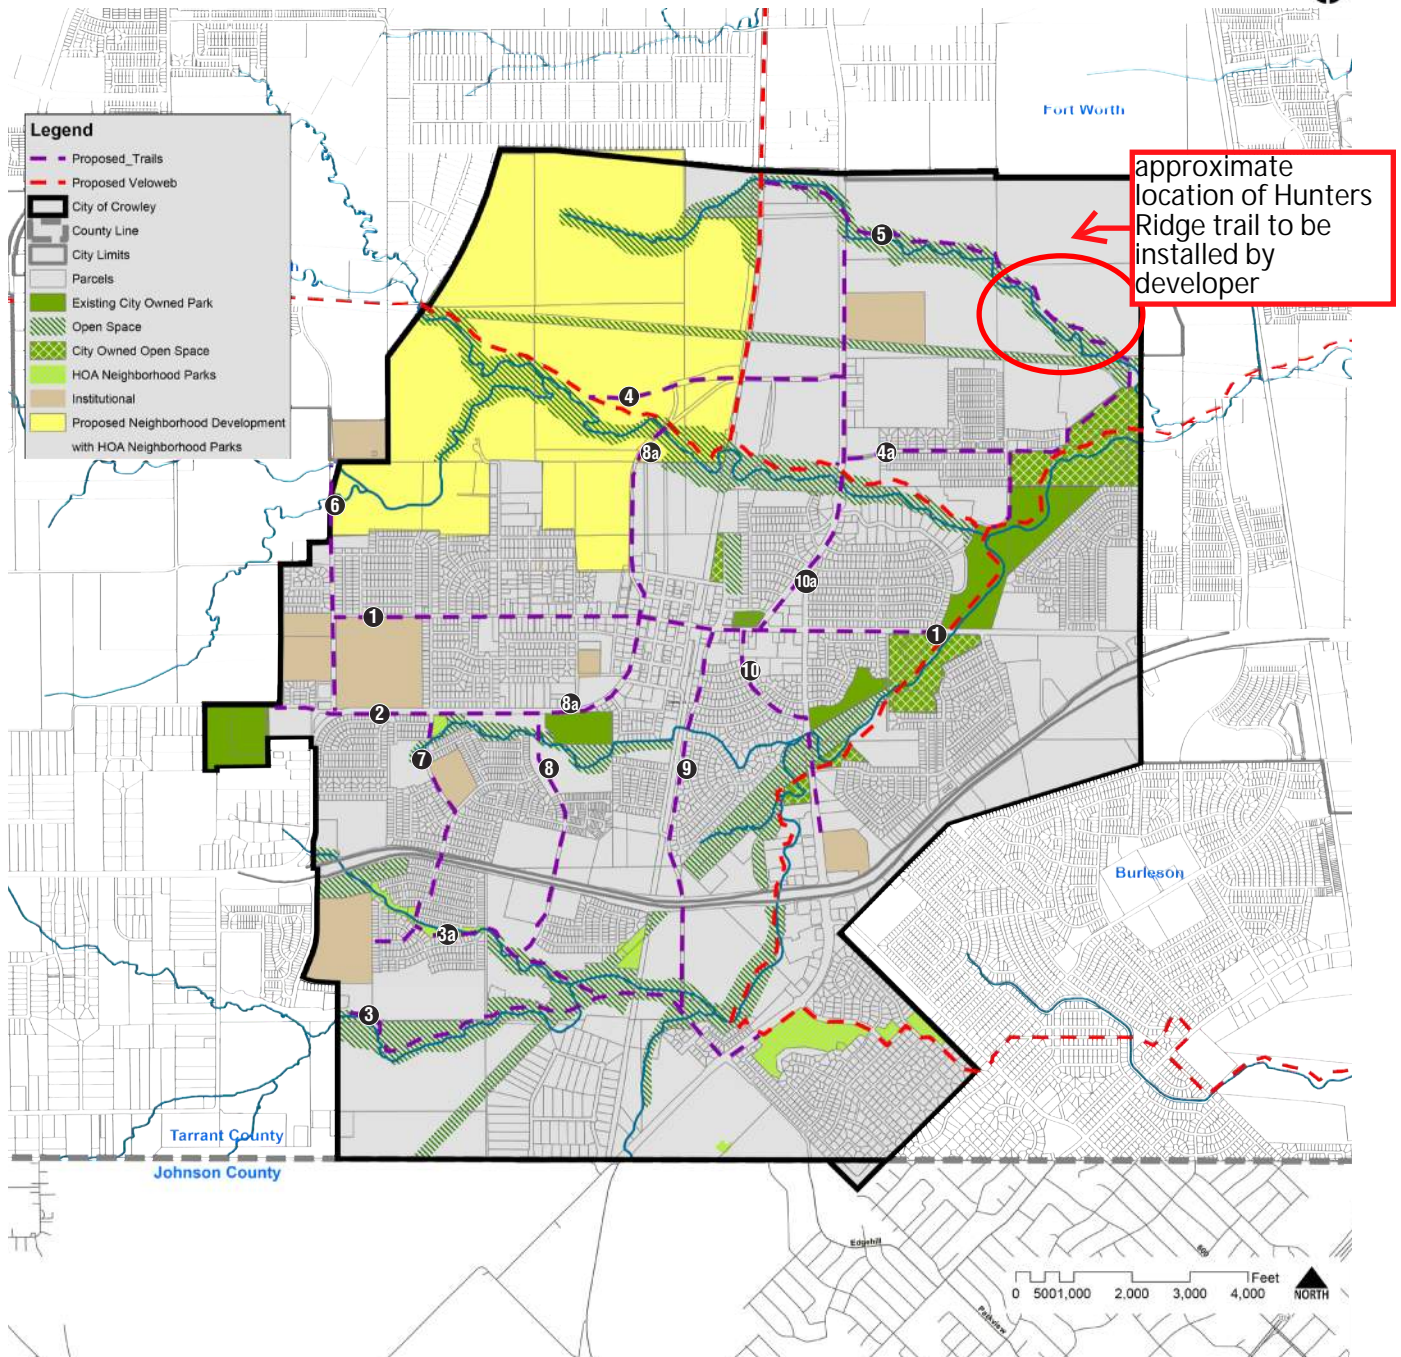 Fort Worth
approximate
location of Hunters
Ridge trail to be
installed by
developer
Legend
Proposed_Trails
Proposed Veloweb
City of Crowley
County Line
City Limits
Parcels
Existing City Owned Park
Open Space
City Owned Open Space
HOA Neighborhood Parks
Institutional
Proposed Neighborhood Development
with HOA Neighborhood Parks
5
4
8a
4a
6
10a
1
1
10
8a
2
7
8
9
Burleson
3a
3
Tarrant County
Johnson County
Edgehill
600
Parkview
Feet
0 500 1,000 2,000 3,000 4,000
NORTH